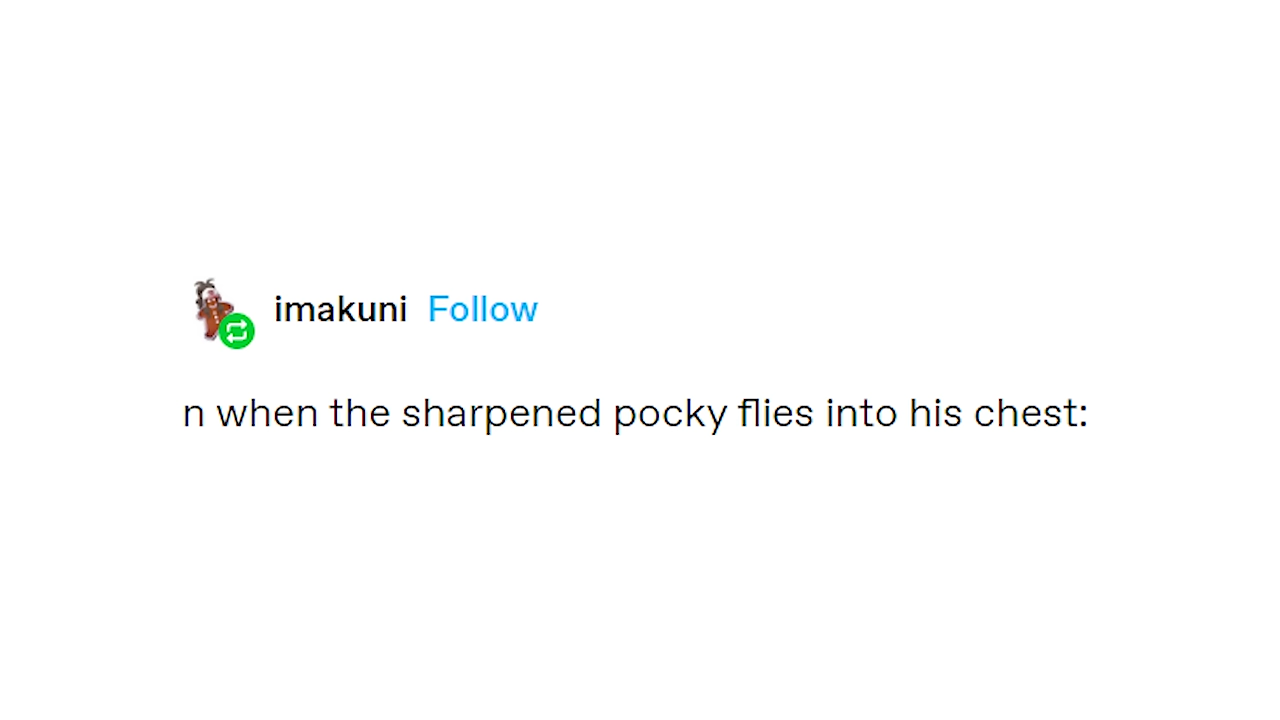 imakuni Follow
n when the sharpened pocky flies into his chest: